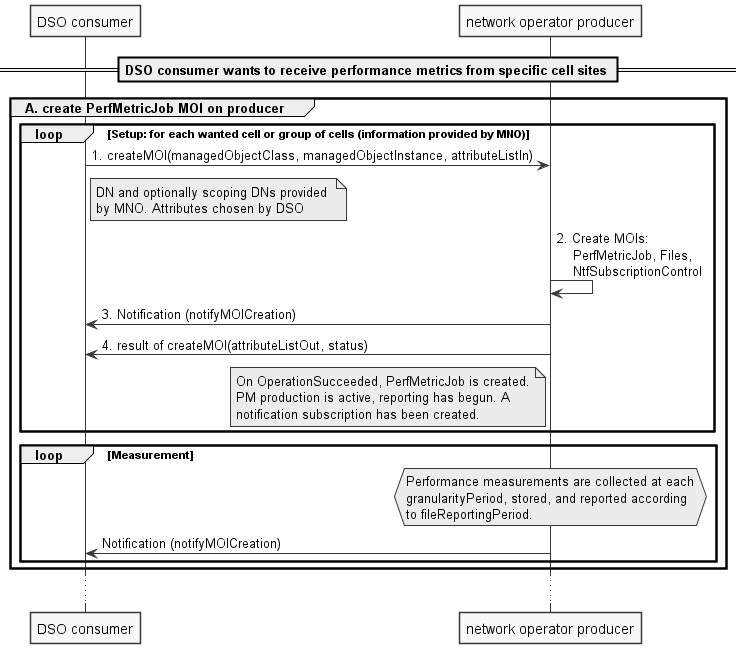 DSO consumer
network operator producer
DSO consumer wants to receive performance metrics from specific cell sites
A. create PerfMetricJob MOI on producer
loop
[Setup: for each wanted cell or group of cells (information provided by MNO)]
1. createMOI(managedObjectClass, managedObjectInstance, attributeListIn)
DN and optionally scoping DNs provided
by MNO. Attributes chosen by DSO
2. Create MOIs:
PerfMetricJob, Files,
NtfSubscriptionControl
3. Notification (notifyMOICreation)
4. result of createMOI(attributeListOut, status)
On OperationSucceeded, PerfMetricJob is created.
PM production is active, reporting has begun. A
notification subscription has been created.
loop
[Measurement]
Performance measurements are collected at each
granularityPeriod, stored, and reported according
to fileReportingPeriod.
Notification (notifyMOICreation)
DSO consumer
network operator producer